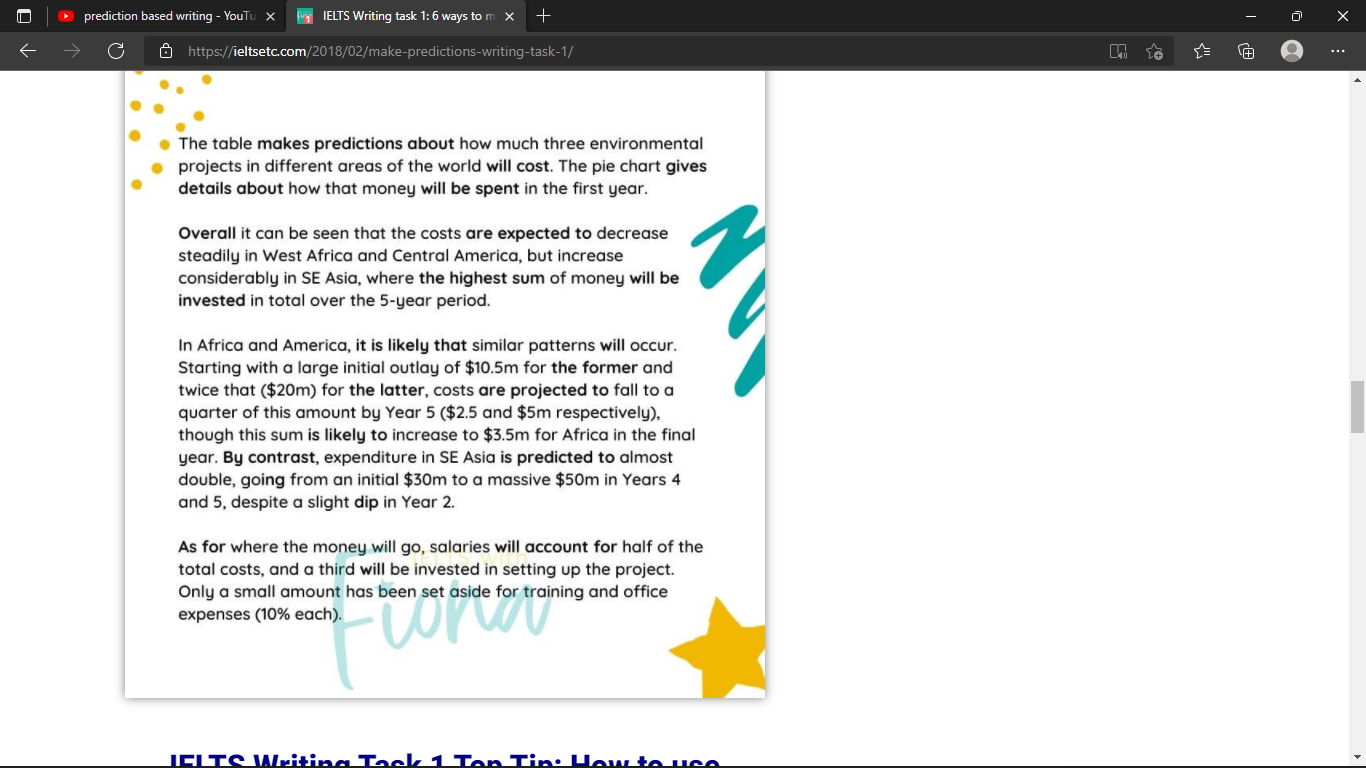 prediction based writing - YouTu
IELTS Writing task 1: 6 ways to m
https://ieltsetc.com/2018/02/make-predictions-writing-task-1/
The table makes predictions about how much three environmental
projects in different areas of the world will cost. The pie chart gives
details about how that money will be spent in the first year.
Overall it can be seen that the costs are expected to decrease
steadily in West Africa and Central America, but increase
considerably in SE Asia, where the highest sum of money will be
invested in total over the 5-year period.
In Africa and America, it is likely that similar patterns will occur.
Starting with a large initial outlay of $10.5m for the former and
twice that ($20m) for the latter, costs are projected to fall to a
quarter of this amount by Year 5 ($2.5 and $5m respectively),
though this sum is likely to increase to $3.5m for Africa in the final
year. By contrast, expenditure in SE Asia is predicted to almost
double, going from an initial $30m to a massive $50m in Years 4
and 5, despite a slight dip in Year 2.
As for where the money will go, salaries will account for half of the
total costs, and a third will be invested in setting up the project.
Only a small amount has been set aside for training and office
expenses (10% each).
IELTS with
Fiona
IELTS Writing Task 1 Top Tip: How to use